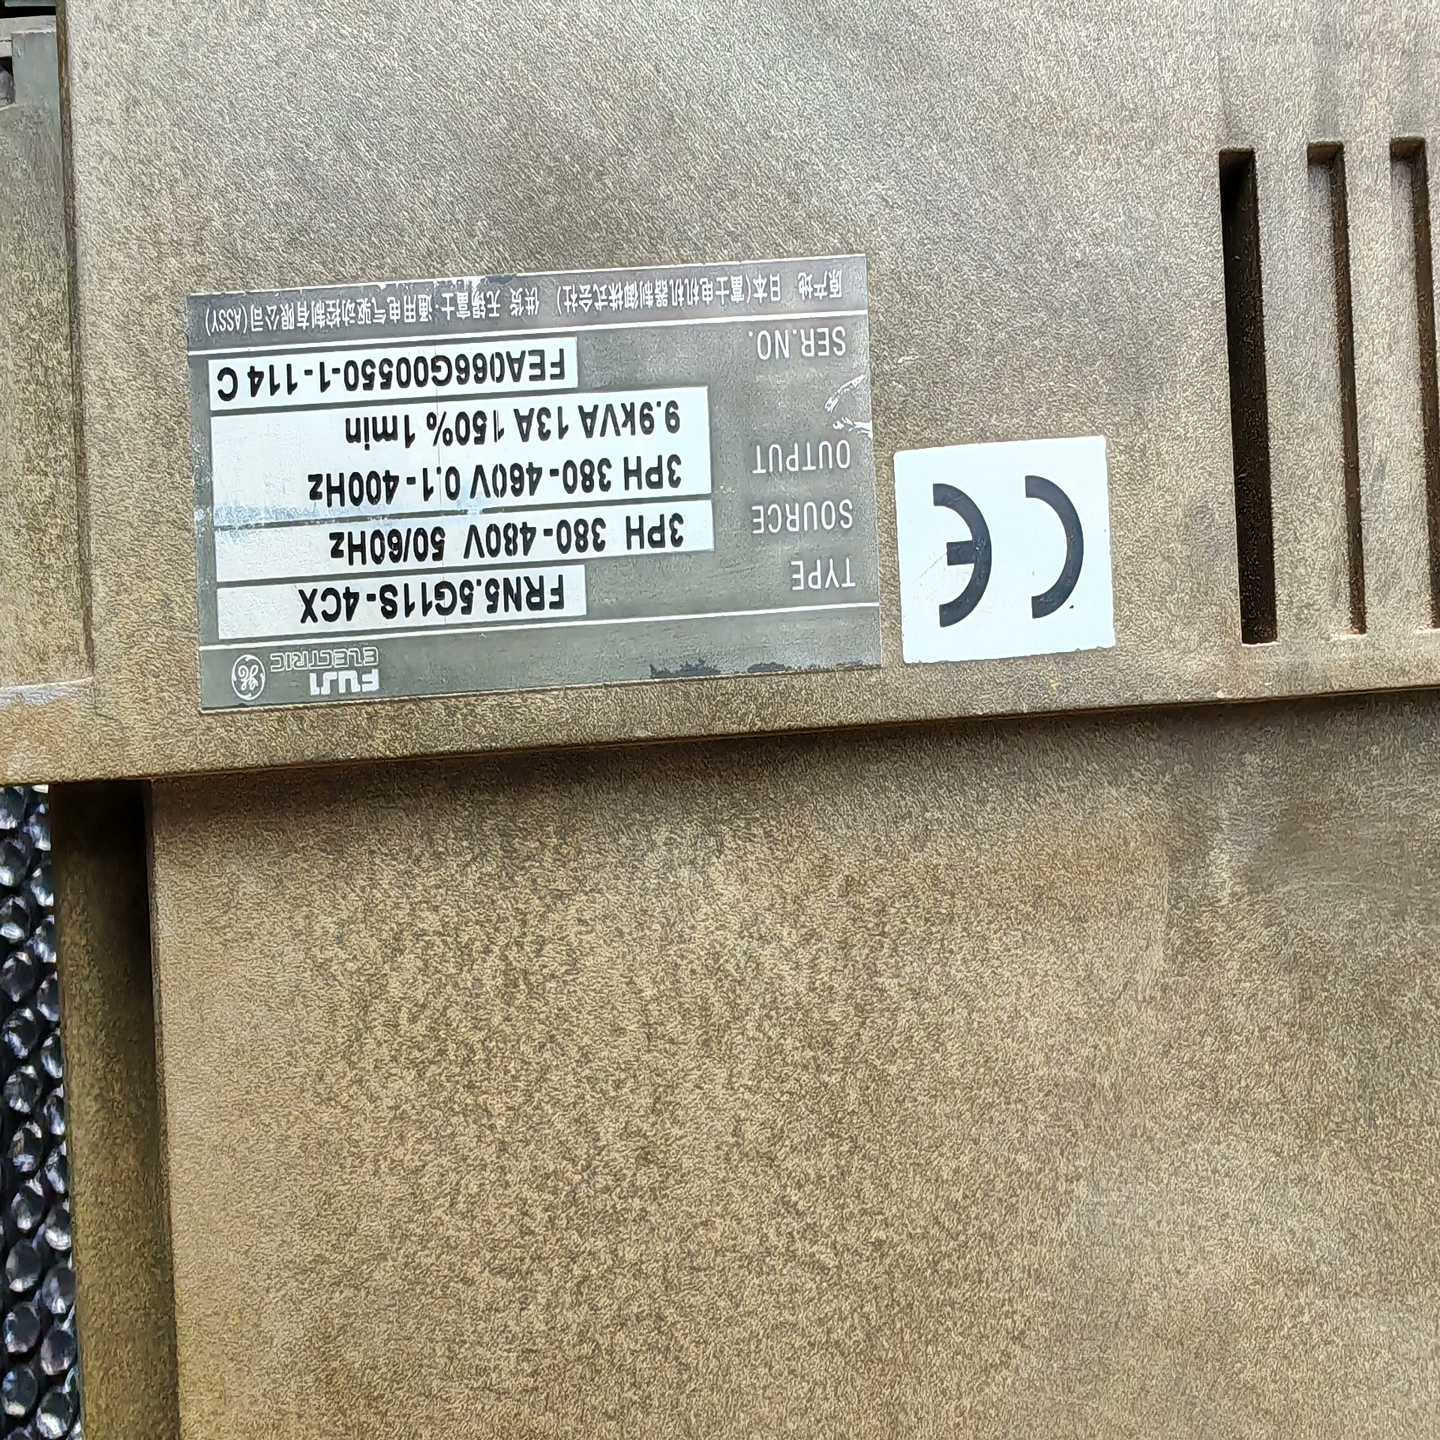 FUJI
ELECTRIC
TYPE FRN5.5G11S-4CX
SOURCE 3PH 380-480V 50/60Hz
OUTPUT 3PH 380-460V 0.1-400Hz
9.9kVA 13A 150% 1min
SER.NO. FEA066G00550-1-114 C
原产地 日本(富士电机机器制御株式会社) 供货 无锡富士·通用电气驱动控制有限公司(ASSY)
CE